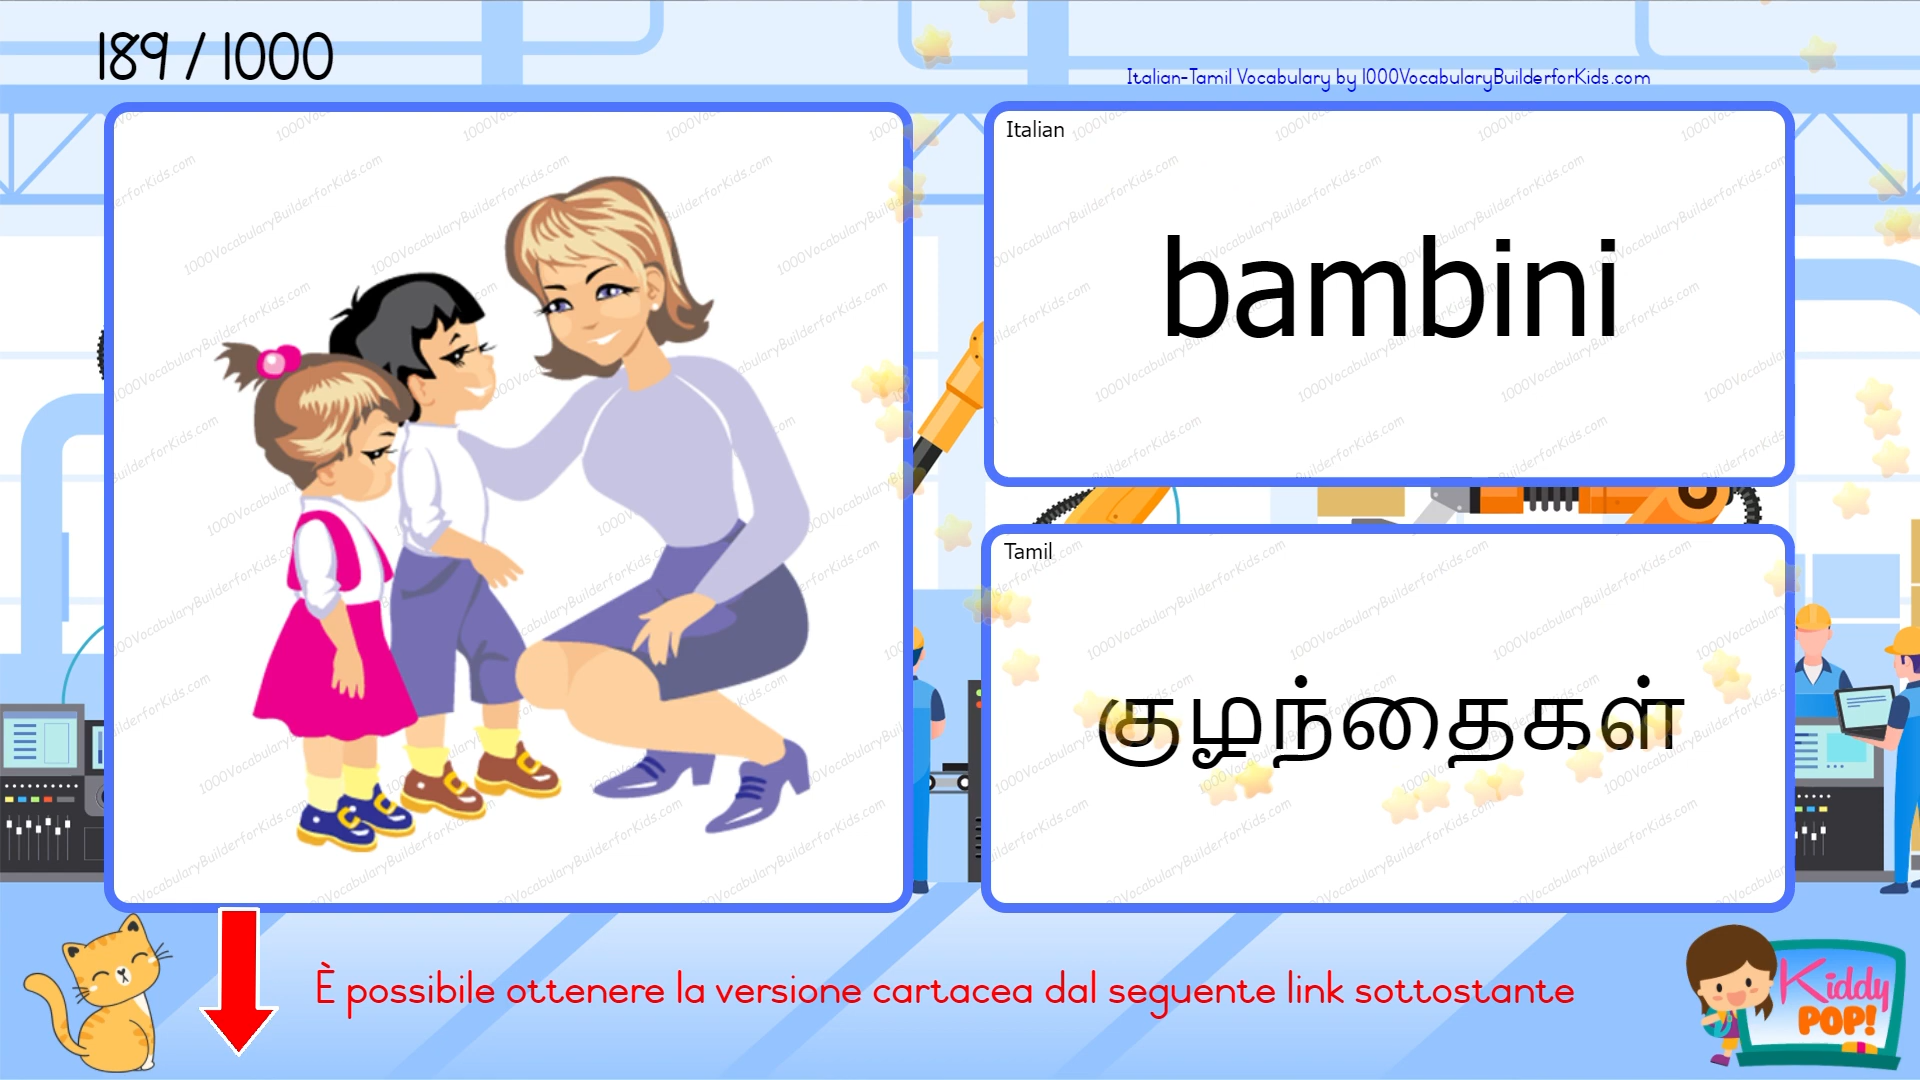 189 / 1000
Italian-Tamil Vocabulary by 1000VocabularyBuilderforKids.com
Italian
bambini
Tamil
குழந்தைகள்
È possibile ottenere la versione cartacea dal seguente link sottostante
Kiddy
POP!